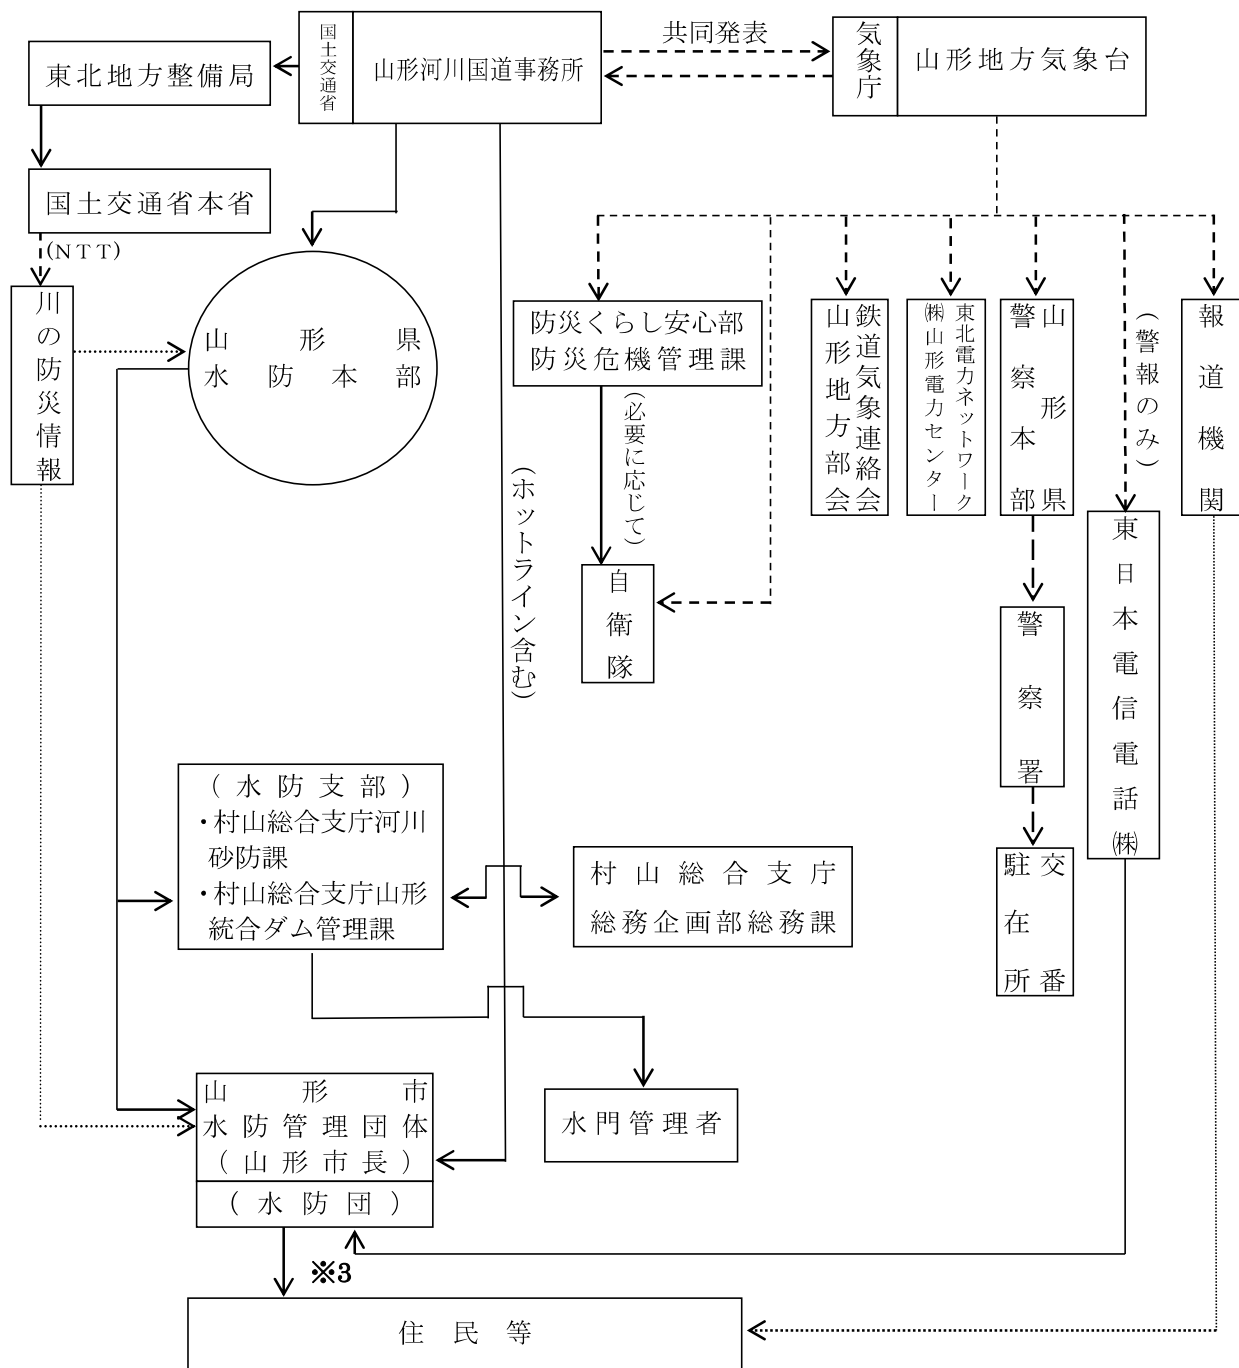 共同発表
国土交通省
山形河川国道事務所
気象庁
山形地方気象台
東北地方整備局
国土交通省本省
(NTT)
川の防災情報
山形県
水防本部
防災くらし安心部
防災危機管理課
(必要に応じて)
自衛隊
(ホットライン含む)
鉄道気象連絡会
山形地方部会
東北電力ネットワーク
㈱山形電力センター
山形県
警察本部
(警報のみ)
報道機関
東日本電信電話㈱
警察署
交番
駐在所
(水防支部)
・村山総合支庁河川
砂防課
・村山総合支庁山形
統合ダム管理課
村山総合支庁
総務企画部総務課
山形市
水防管理団体
(山形市長)
(水防団)
水門管理者
※3
住民等